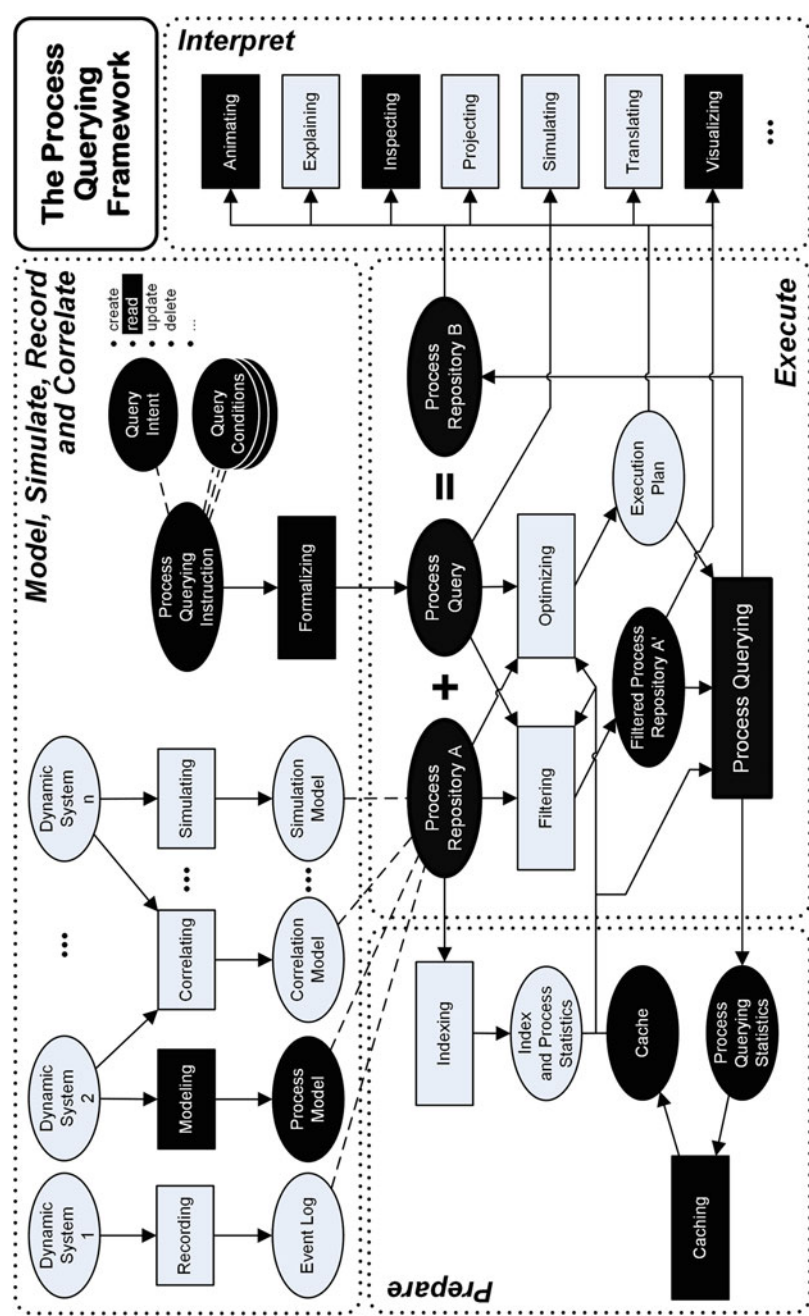 The Process
Querying
Framework
Model, Simulate, Record
and Correlate
Dynamic
System
1
Dynamic
System
2
...
Dynamic
System
n
Recording
Modeling
Correlating
...
Simulating
Event Log
Process
Model
Correlation
Model
...
Simulation
Model
Process
Querying
Instruction
Query
Intent
Query
Conditions
• create
• read
• update
• delete
• ...
Formalizing
Prepare
Indexing
Index
and Process
Statistics
Cache
Process
Querying
Statistics
Caching
Execute
Process
Repository A
+
Process
Query
=
Process
Repository B
Filtering
Optimizing
Filtered Process
Repository A'
Execution
Plan
Process Querying
Interpret
Animating
Explaining
Inspecting
Projecting
Simulating
Translating
Visualizing
...